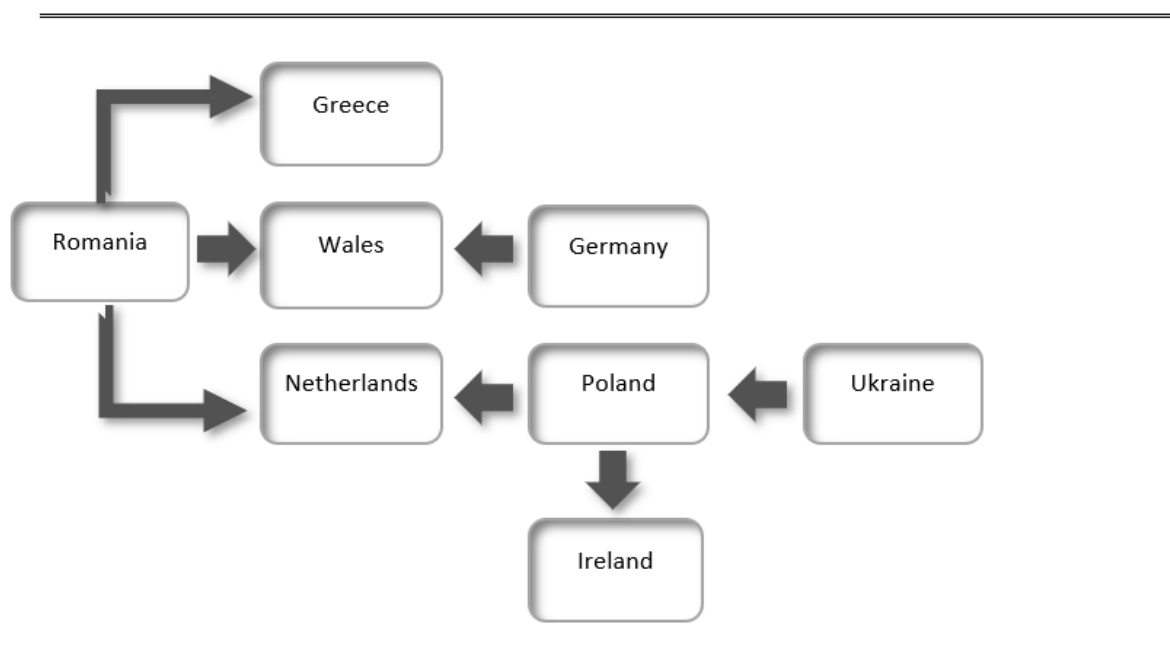 Greece
Romania
Wales
Germany
Netherlands
Poland
Ukraine
Ireland